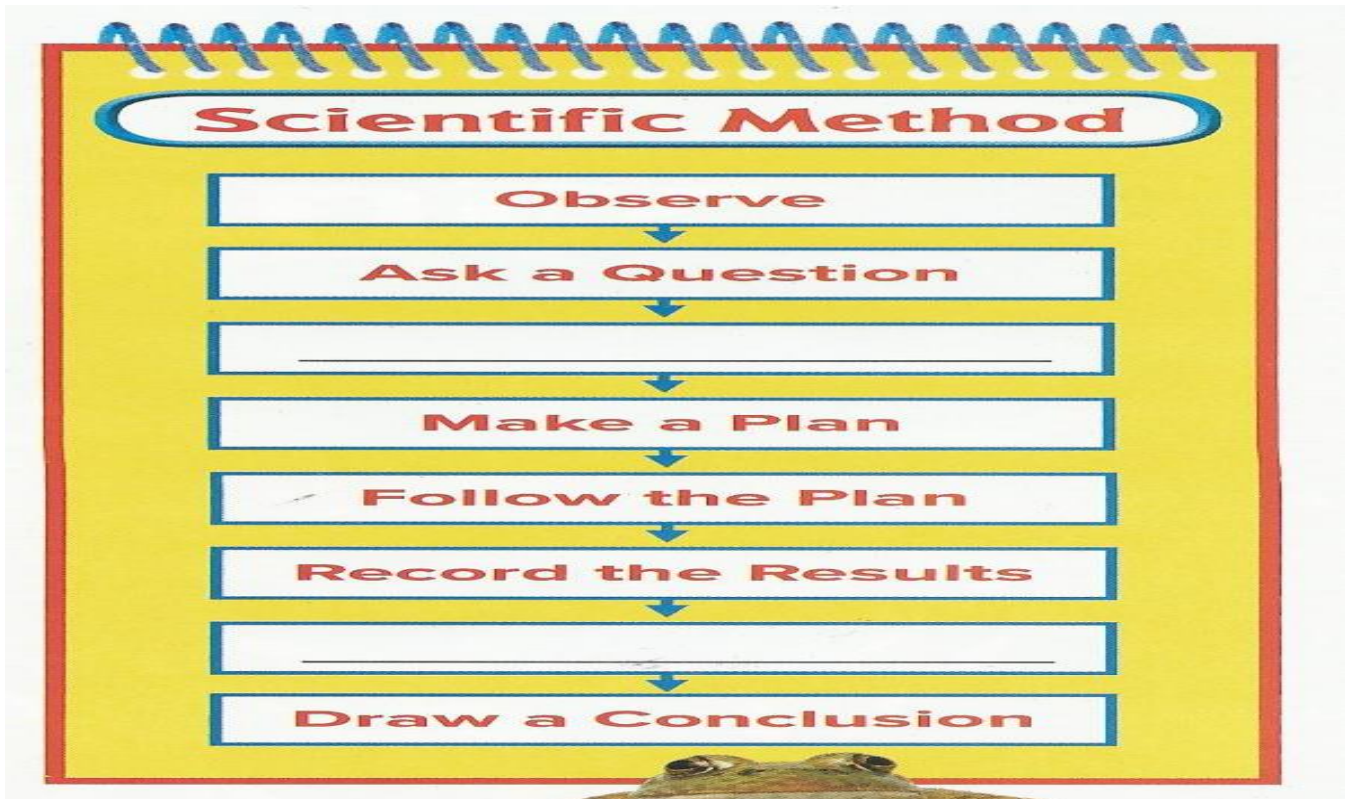 Scientific Method
Observe
Ask a Question
Make a Plan
Follow the Plan
Record the Results
Draw a Conclusion